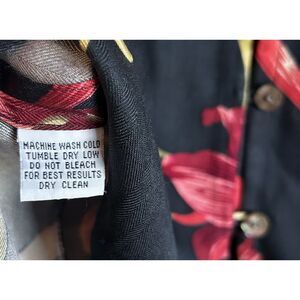 MACHINE WASH COLD
TUMBLE DRY LOW
DO NOT BLEACH
FOR BEST RESULTS
DRY CLEAN